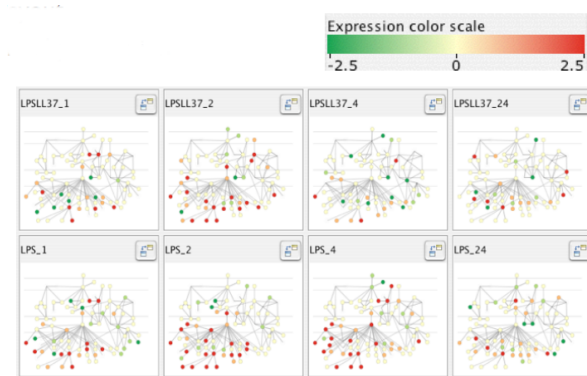 Expression color scale
-2.5 0 2.5
LPSLL37_1 LPSLL37_2 LPSLL37_4 LPSLL37_24
LPS_1 LPS_2 LPS_4 LPS_24